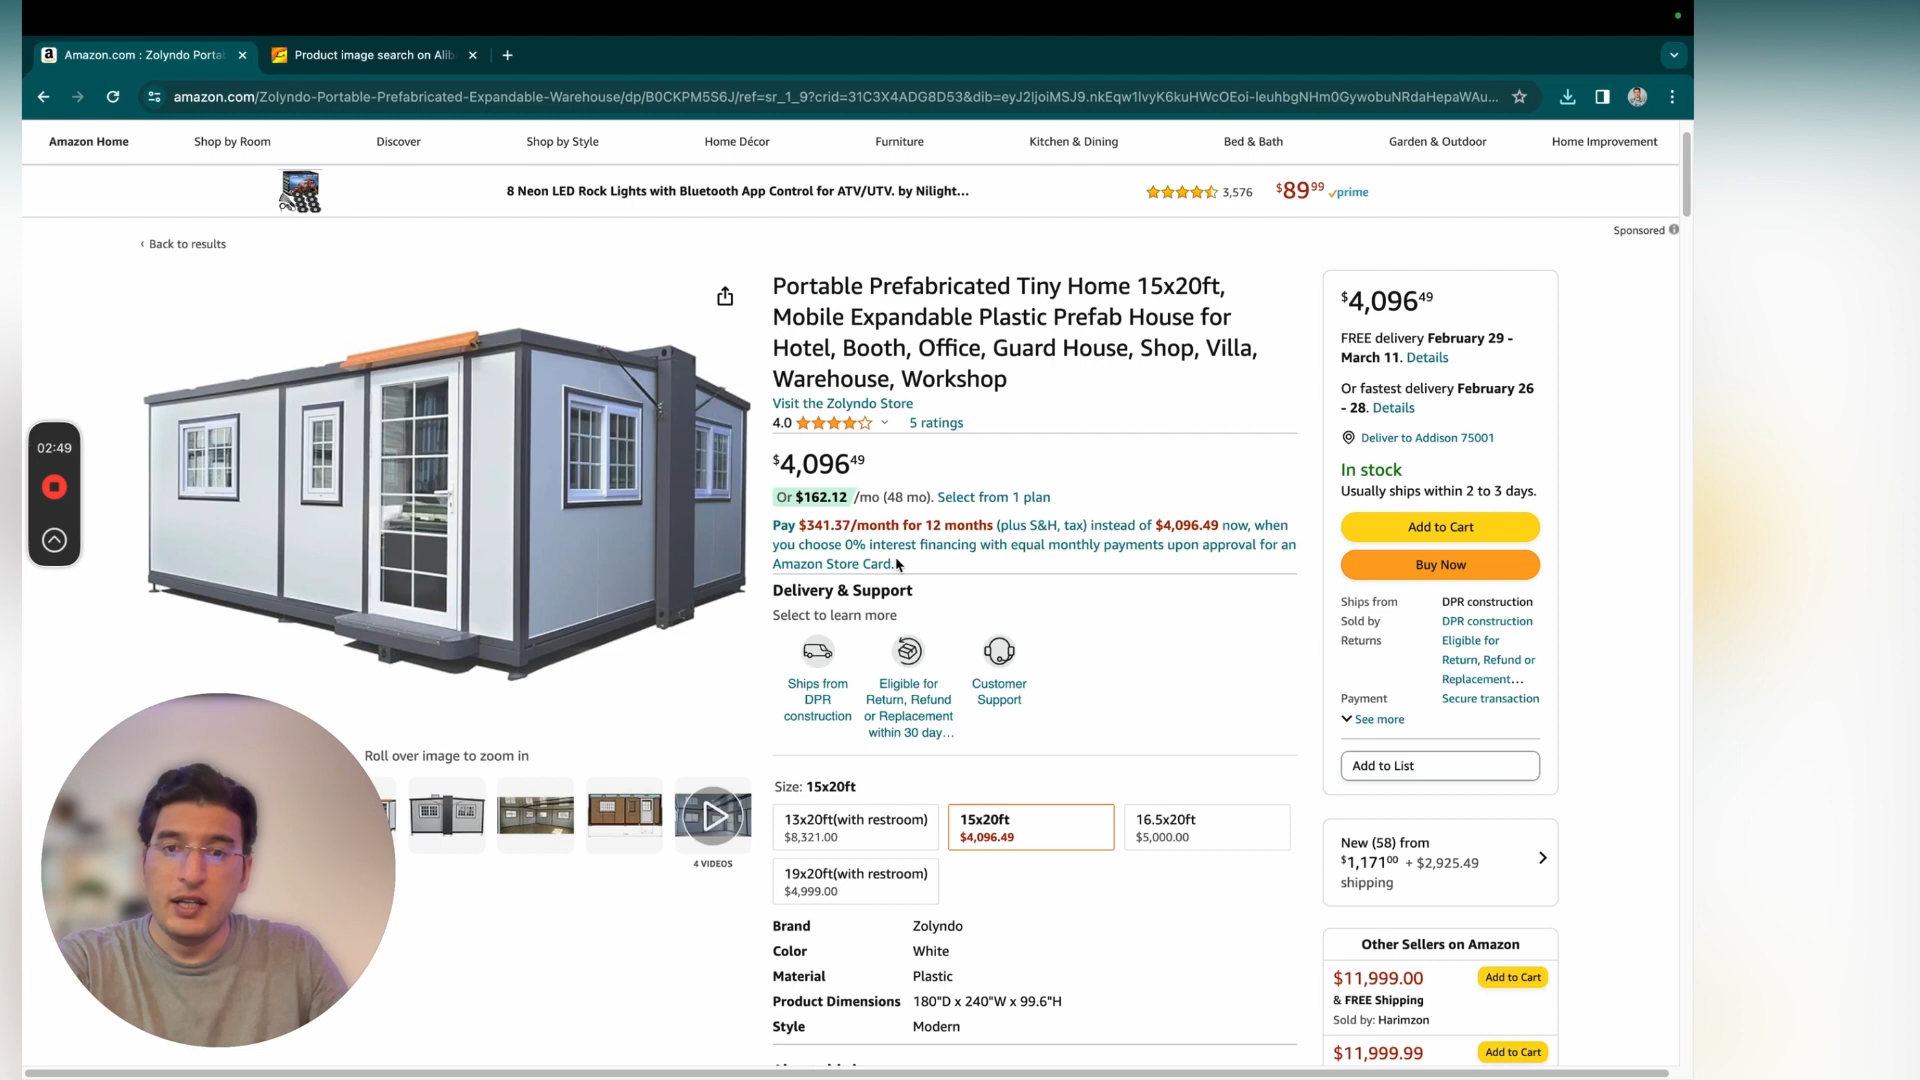 Amazon.com : Zolyndo Porta
Product image search on Alib
amazon.com/Zolyndo-Portable-Prefabricated-Expandable-Warehouse/dp/B0CKPM5S6J/ref=sr_1_9?crid=31C3X4ADG8D53&dib=eyJ2IjoiMSJ9.nkEqw1lvyK6kuHWcOEoi-leuhbgNHm0GywobuNRdaHepaWAu...
Amazon Home
Shop by Room
Discover
Shop by Style
Home Décor
Furniture
Kitchen & Dining
Bed & Bath
Garden & Outdoor
Home Improvement
8 Neon LED Rock Lights with Bluetooth App Control for ATV/UTV. by Nilight...
3,576
$89 99 prime
Sponsored
‹ Back to results
Portable Prefabricated Tiny Home 15x20ft,
Mobile Expandable Plastic Prefab House for
Hotel, Booth, Office, Guard House, Shop, Villa,
Warehouse, Workshop
Visit the Zolyndo Store
4.0
5 ratings
$4,096 49
Or $162.12 /mo (48 mo). Select from 1 plan
Pay $341.37/month for 12 months (plus S&H, tax) instead of $4,096.49 now, when
you choose 0% interest financing with equal monthly payments upon approval for an
Amazon Store Card.
Delivery & Support
Select to learn more
Ships from
DPR
construction
Eligible for
Return, Refund
or Replacement
within 30 day...
Customer
Support
Size: 15x20ft
13x20ft(with restroom)
$8,321.00
15x20ft
$4,096.49
16.5x20ft
$5,000.00
19x20ft(with restroom)
$4,999.00
Brand Zolyndo
Color White
Material Plastic
Product Dimensions 180"D x 240"W x 99.6"H
Style Modern
02:49
Roll over image to zoom in
4 VIDEOS
$4,096 49
FREE delivery February 29 -
March 11. Details
Or fastest delivery February 26
- 28. Details
Deliver to Addison 75001
In stock
Usually ships within 2 to 3 days.
Add to Cart
Buy Now
Ships from DPR construction
Sold by DPR construction
Returns Eligible for
Return, Refund or
Replacement...
Payment Secure transaction
See more
Add to List
New (58) from
$1,171 00 + $2,925.49
shipping
Other Sellers on Amazon
$11,999.00 Add to Cart
& FREE Shipping
Sold by: Harimzon
$11,999.99 Add to Cart